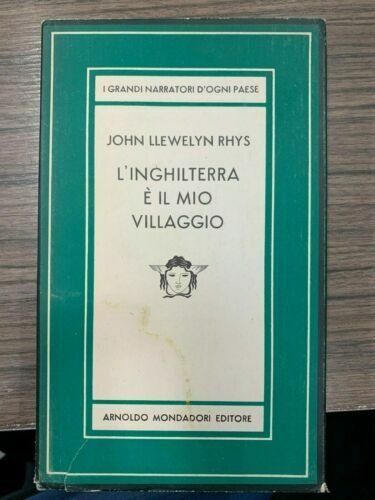 I GRANDI NARRATORI D'OGNI PAESE
JOHN LLEWELYN RHYS
L'INGHILTERRA
È IL MIO
VILLAGGIO
ARNOLDO MONDADORI EDITORE